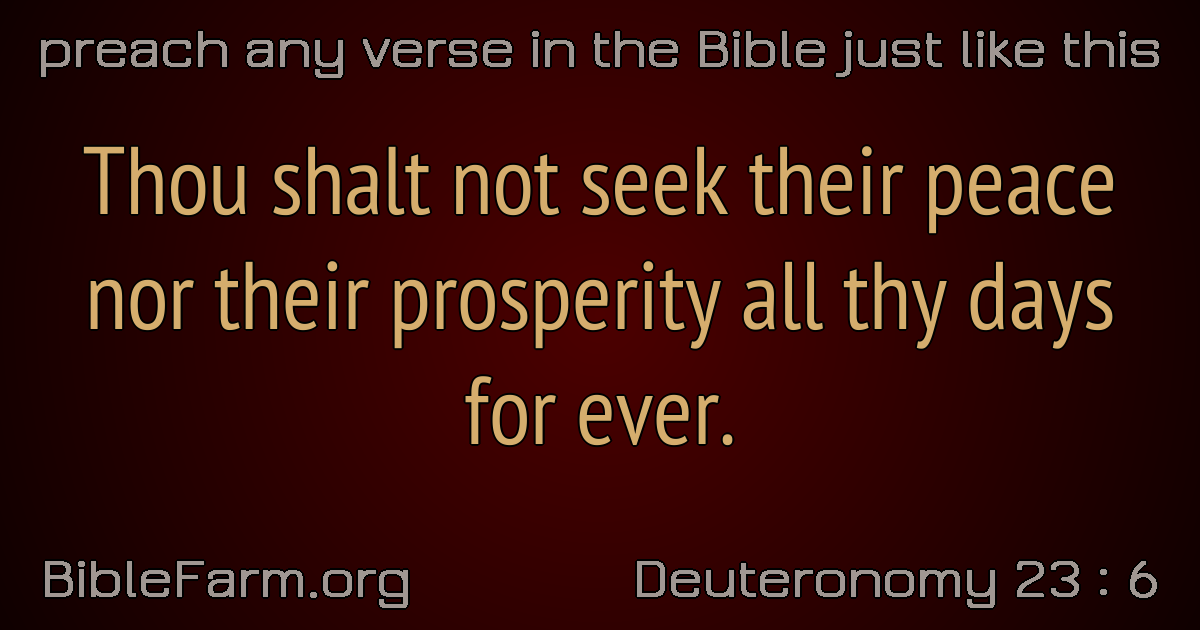 preach any verse in the Bible just like this
Thou shalt not seek their peace
nor their prosperity all thy days
for ever.
BibleFarm.org
Deuteronomy 23 : 6